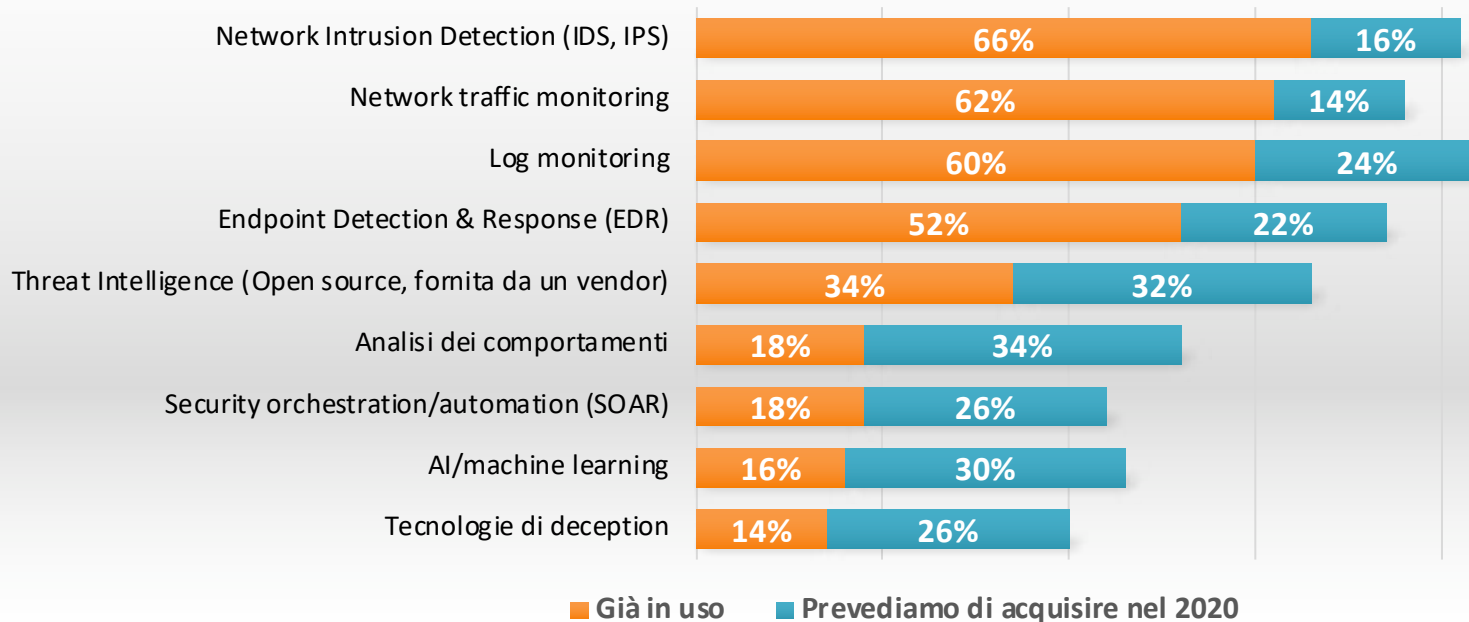 Network Intrusion Detection (IDS, IPS) 66% 16%
Network traffic monitoring 62% 14%
Log monitoring 60% 24%
Endpoint Detection & Response (EDR) 52% 22%
Threat Intelligence (Open source, fornita da un vendor) 34% 32%
Analisi dei comportamenti 18% 34%
Security orchestration/automation (SOAR) 18% 26%
AI/machine learning 16% 30%
Tecnologie di deception 14% 26%
Già in uso Prevediamo di acquisire nel 2020